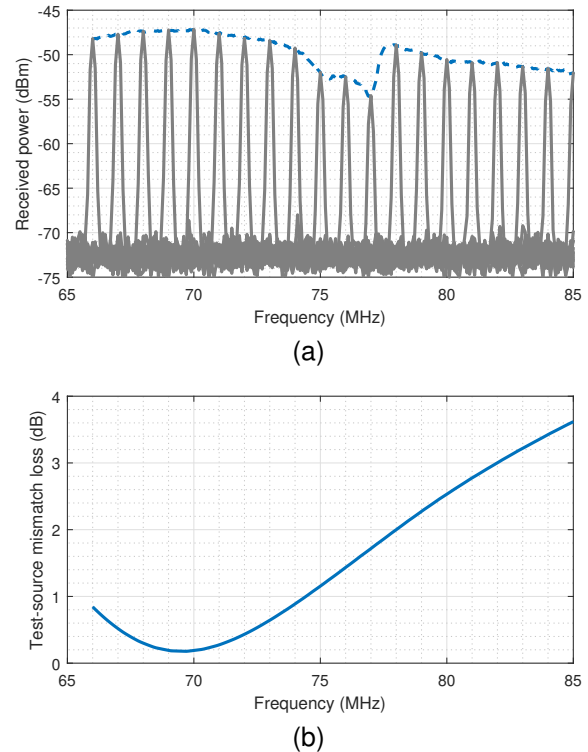 -45
-50
-55
-60
-65
-70
-75
Received power (dBm)
65 70 75 80 85
Frequency (MHz)
(a)
4
3
2
1
0
Test-source mismatch loss (dB)
65 70 75 80 85
Frequency (MHz)
(b)